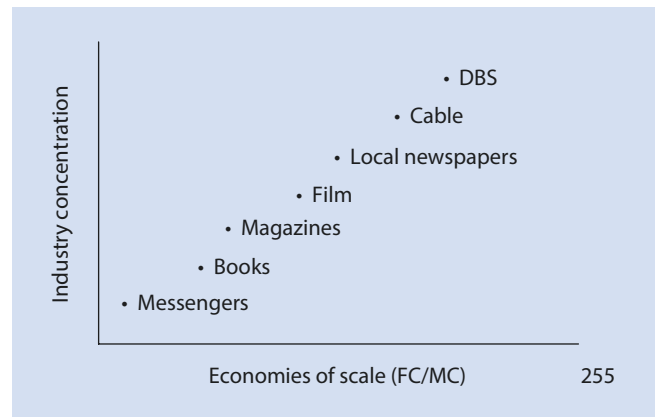 • DBS
• Cable
• Local newspapers
• Film
• Magazines
• Books
• Messengers
Industry concentration
Economies of scale (FC/MC)
255